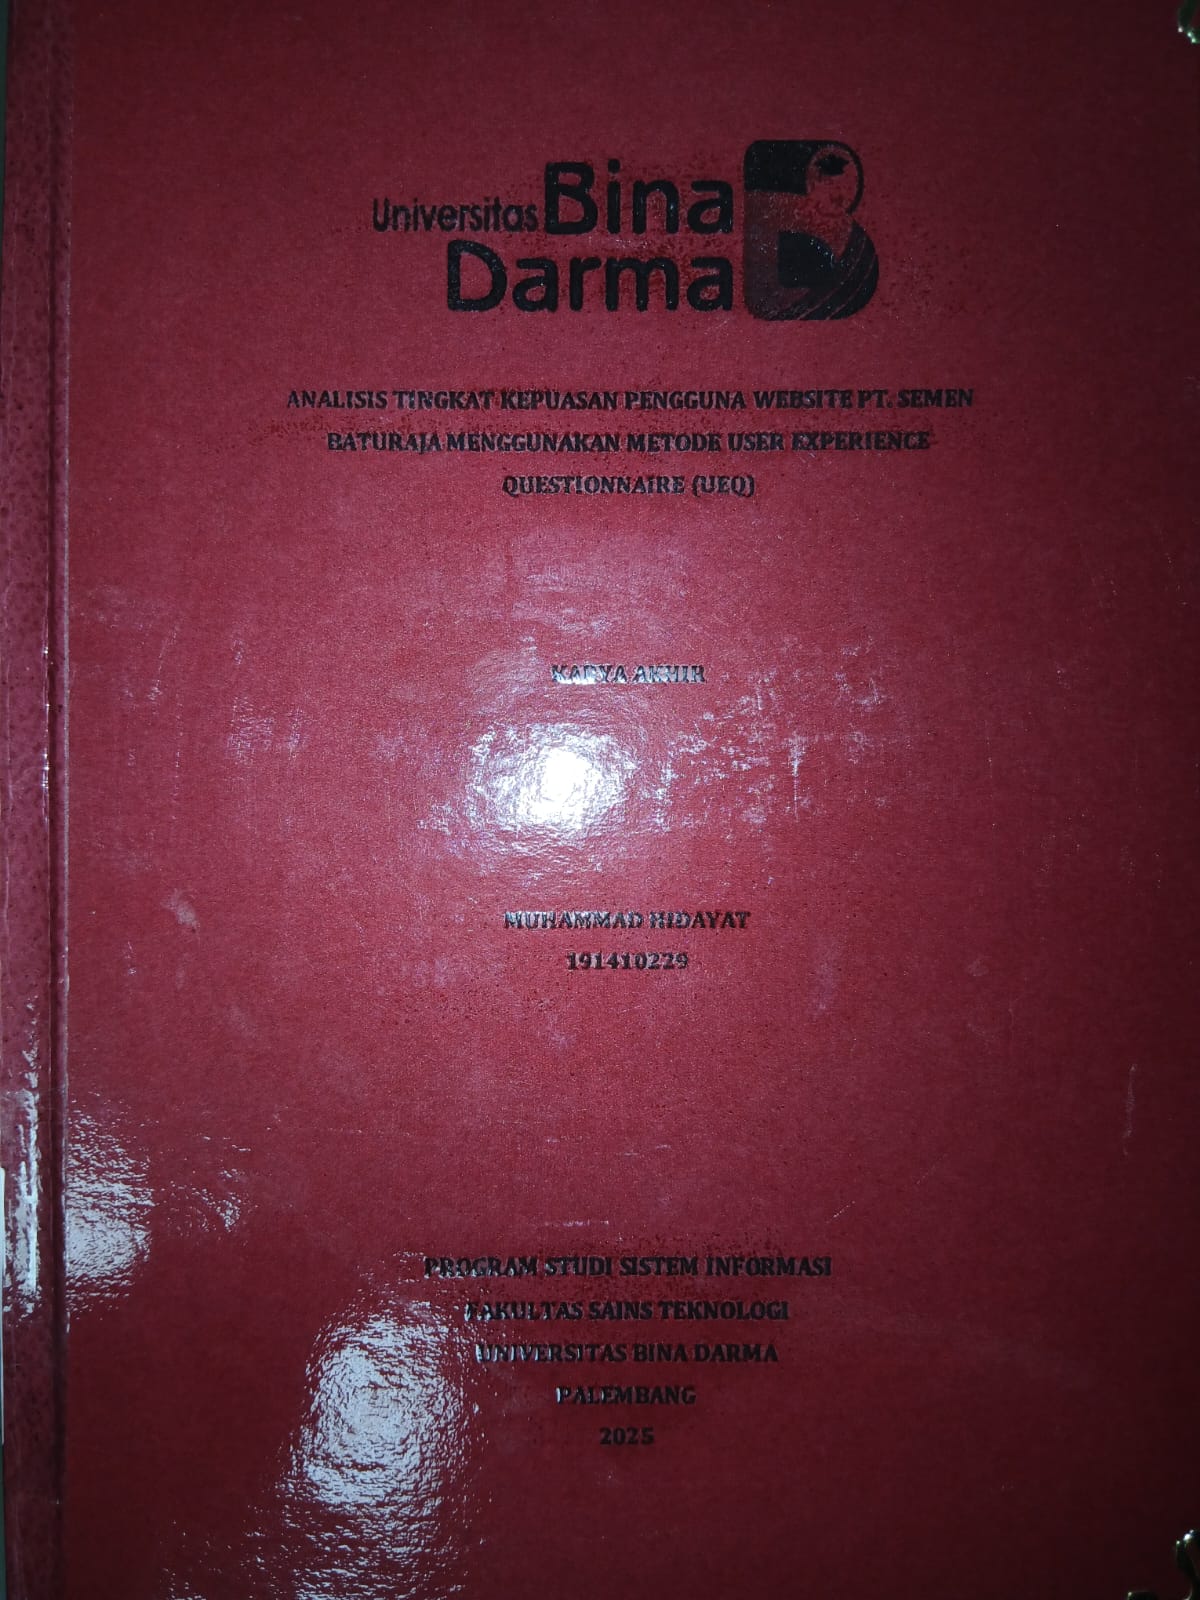 Universitas Bina
Darma
ANALISIS TINGKAT KEPUASAN PENGGUNA WEBSITE PT. SEMEN
BATURAJA MENGGUNAKAN METODE USER EXPERIENCE
QUESTIONNAIRE (UEQ)
KARYA AKHIR
MUHAMMAD HIDAYAT
191410229
PROGRAM STUDI SISTEM INFORMASI
FAKULTAS SAINS TEKNOLOGI
UNIVERSITAS BINA DARMA
PALEMBANG
2025